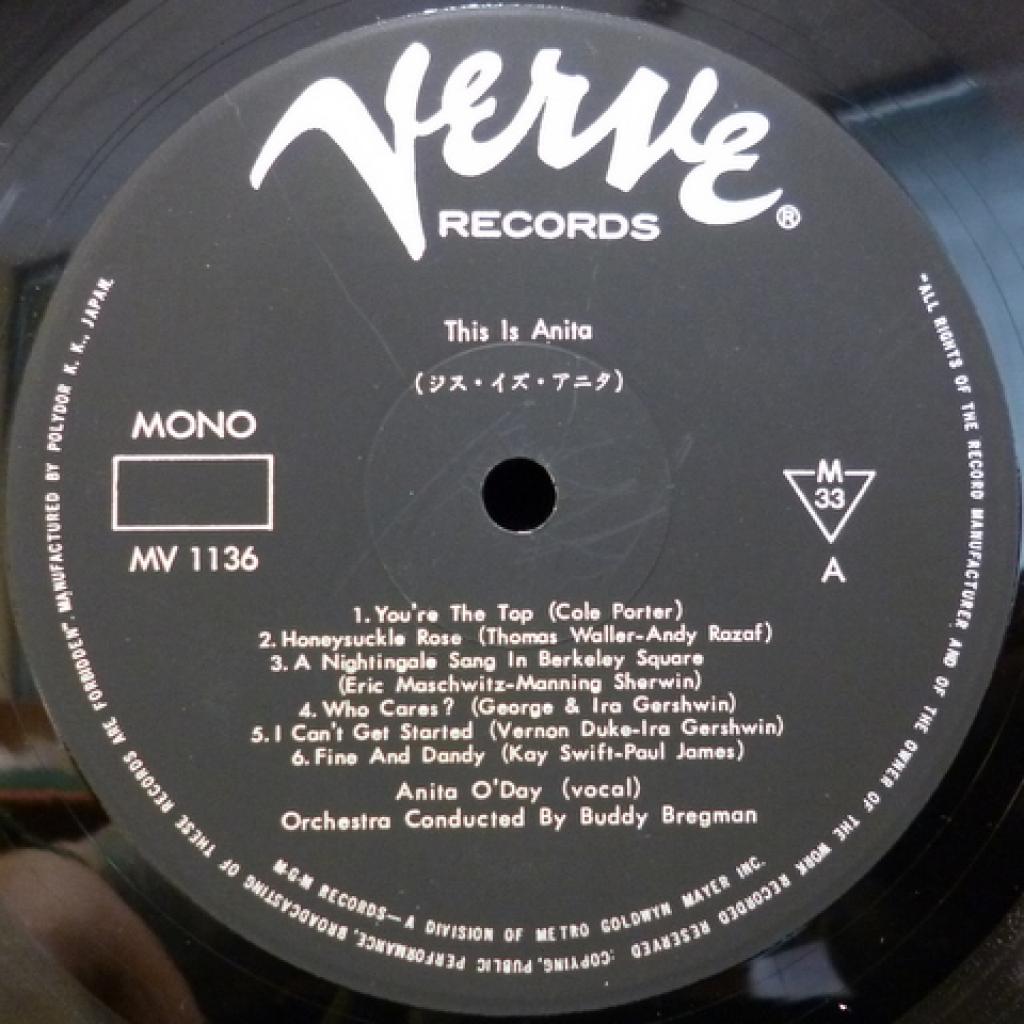 Verve
RECORDS ®
This Is Anita
(ジス・イズ・アニタ)
MONO
MV 1136
M
33
A
1. You're The Top (Cole Porter)
2. Honeysuckle Rose (Thomas Waller-Andy Razaf)
3. A Nightingale Sang In Berkeley Square
(Eric Maschwitz-Manning Sherwin)
4. Who Cares? (George & Ira Gershwin)
5. I Can't Get Started (Vernon Duke-Ira Gershwin)
6. Fine And Dandy (Kay Swift-Paul James)
Anita O'Day (vocal)
Orchestra Conducted By Buddy Bregman
M-G-M RECORDS—A DIVISION OF METRO GOLDWYN MAYER INC.
"ALL RIGHTS OF THE RECORD MANUFACTURER AND OF THE OWNER OF THE WORK RECORDED RESERVED :COPYING, PUBLIC PERFORMANCE, BROADCASTING OF THESE RECORDS ARE FORBIDDEN". MANUFACTURED BY POLYDOR K. K., JAPAN.